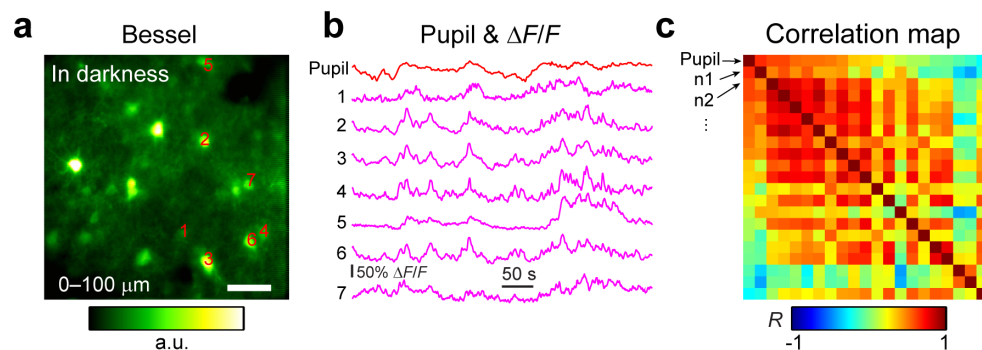 a
Bessel
In darkness
5
2
7
1
6 4
3
0–100 μm
a.u.
b
Pupil & ΔF/F
Pupil
1
2
3
4
5
6
50% ΔF/F
50 s
7
c
Correlation map
Pupil
n1
n2
⋮
R
-1
1